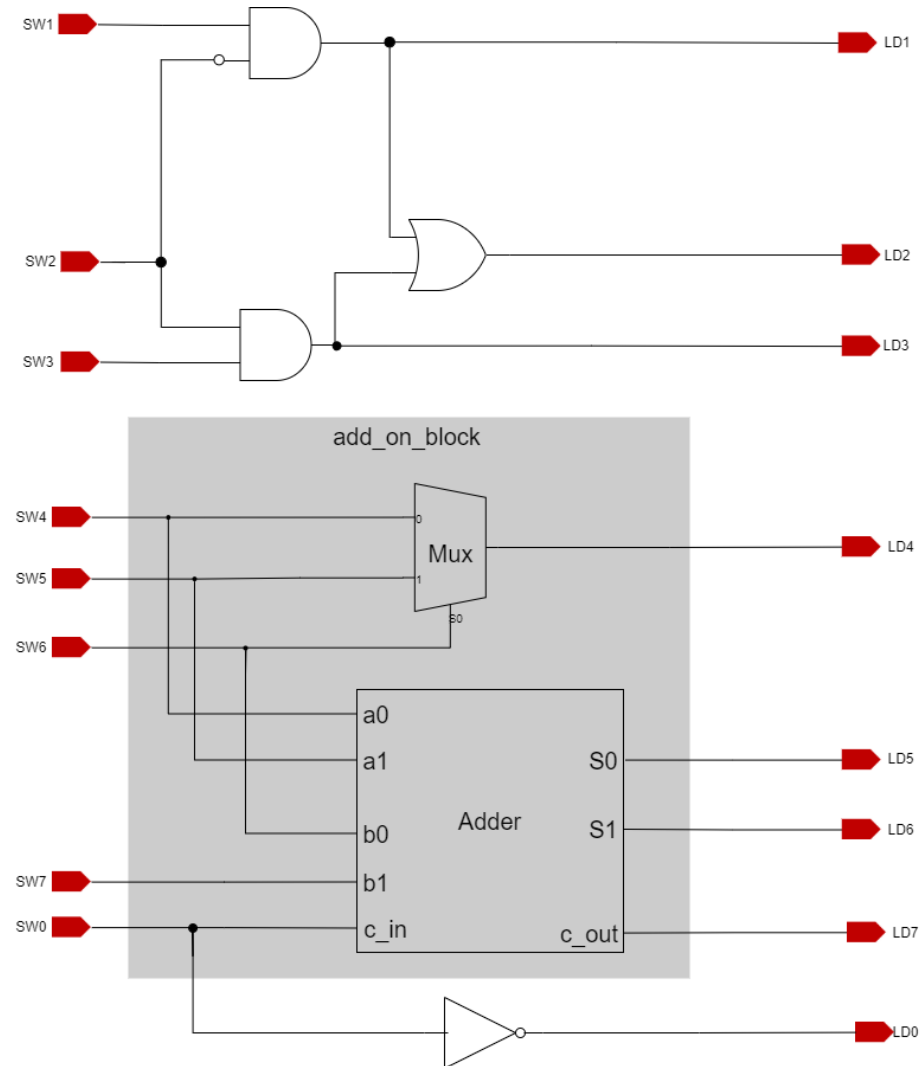 SW1
LD1
SW2
LD2
SW3
LD3
add_on_block
SW4
0
Mux
LD4
SW5
1
S0
SW6
a0
a1
S0
LD5
b0
Adder
S1
LD6
SW7
b1
SW0
c_in
c_out
LD7
LD0